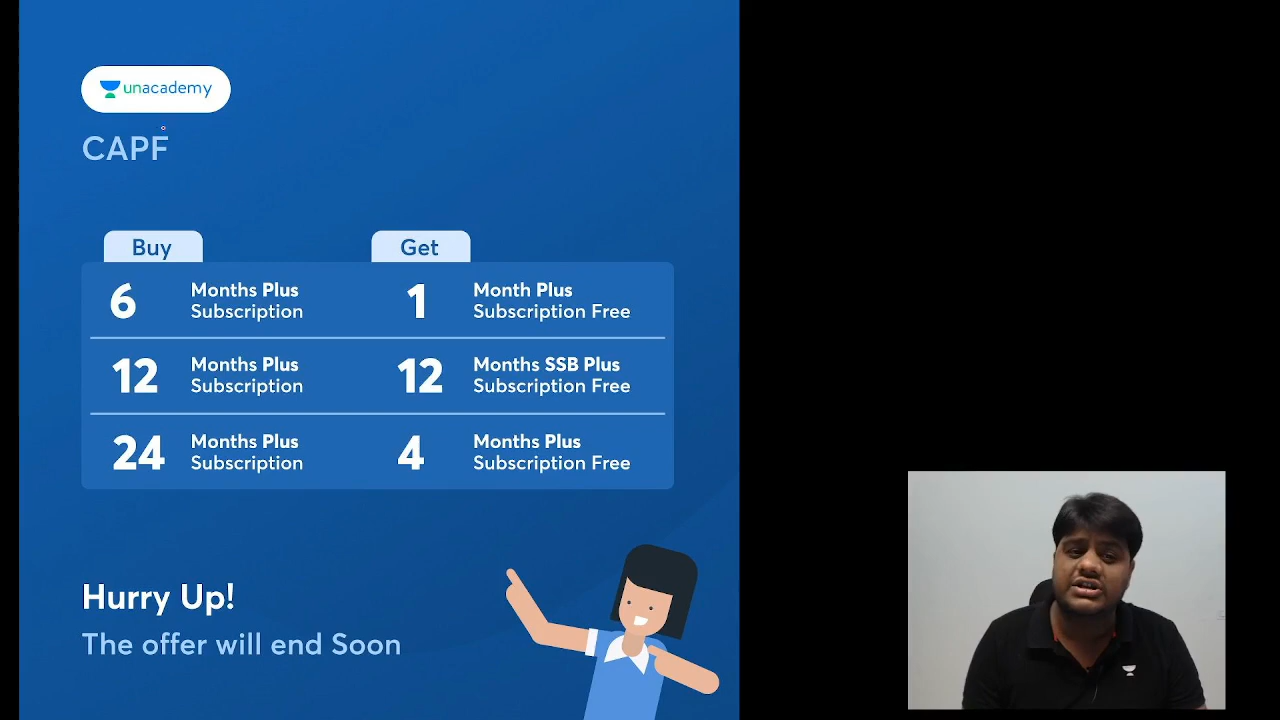 unacademy
CAPF
Buy
Get
6
Months Plus
Subscription
1
Month Plus
Subscription Free
12
Months Plus
Subscription
12
Months SSB Plus
Subscription Free
24
Months Plus
Subscription
4
Months Plus
Subscription Free
Hurry Up!
The offer will end Soon